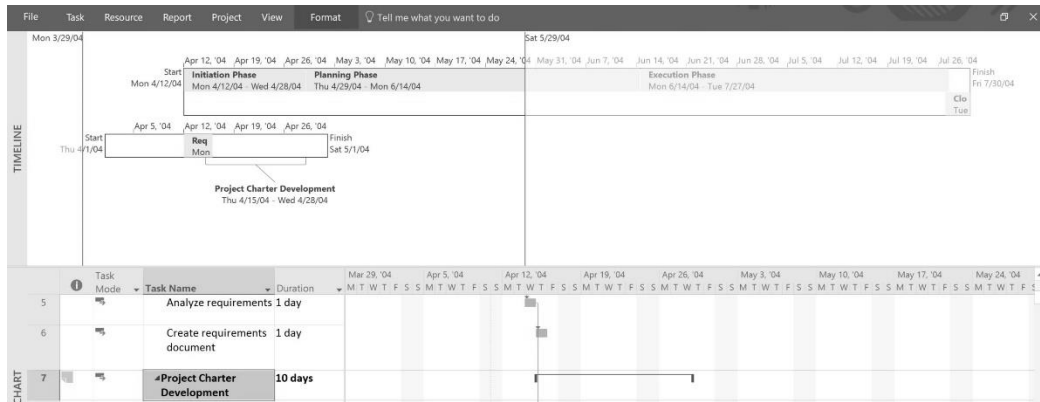 File Task Resource Report Project View Format Tell me what you want to do
Mon 3/29/04 Sat 5/29/04
Apr 12, '04 Apr 19, '04 Apr 26, '04 May 3, '04 May 10, '04 May 17, '04 May 24, '04 May 31, '04 Jun 7, '04 Jun 14, '04 Jun 21, '04 Jun 28, '04 Jul 5, '04 Jul 12, '04 Jul 19, '04 Jul 26, '04
Start Initiation Phase Planning Phase Execution Phase Finish
Mon 4/12/04 Mon 4/12/04 - Wed 4/28/04 Thu 4/29/04 - Mon 6/14/04 Mon 6/14/04 - Tue 7/27/04 Fri 7/30/04
Clo
Tue
Apr 5, '04 Apr 12, '04 Apr 19, '04 Apr 26, '04
Start Req Finish
Thu 4/1/04 Mon Sat 5/1/04
Project Charter Development
Thu 4/15/04 - Wed 4/28/04
TIMELINE
Task Mode Task Name Duration Mar 29, '04 Apr 5, '04 Apr 12, '04 Apr 19, '04 Apr 26, '04 May 3, '04 May 10, '04 May 17, '04 May 24, '04
M T W T F S S M T W T F S S M T W T F S S M T W T F S S M T W T F S S M T W T F S S M T W T F S S M T W T F S S M T W T F S
5 Analyze requirements 1 day
6 Create requirements document 1 day
7 Project Charter Development 10 days
CHART